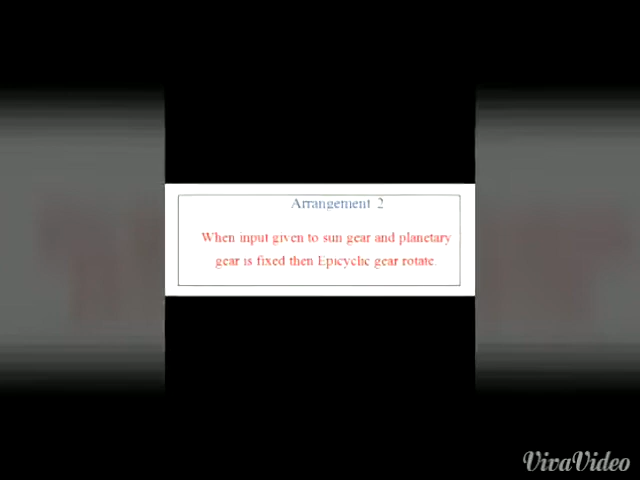 Arrangement 2
When input given to sun gear and planetary
gear is fixed then Epicyclic gear rotate.
VivaVideo